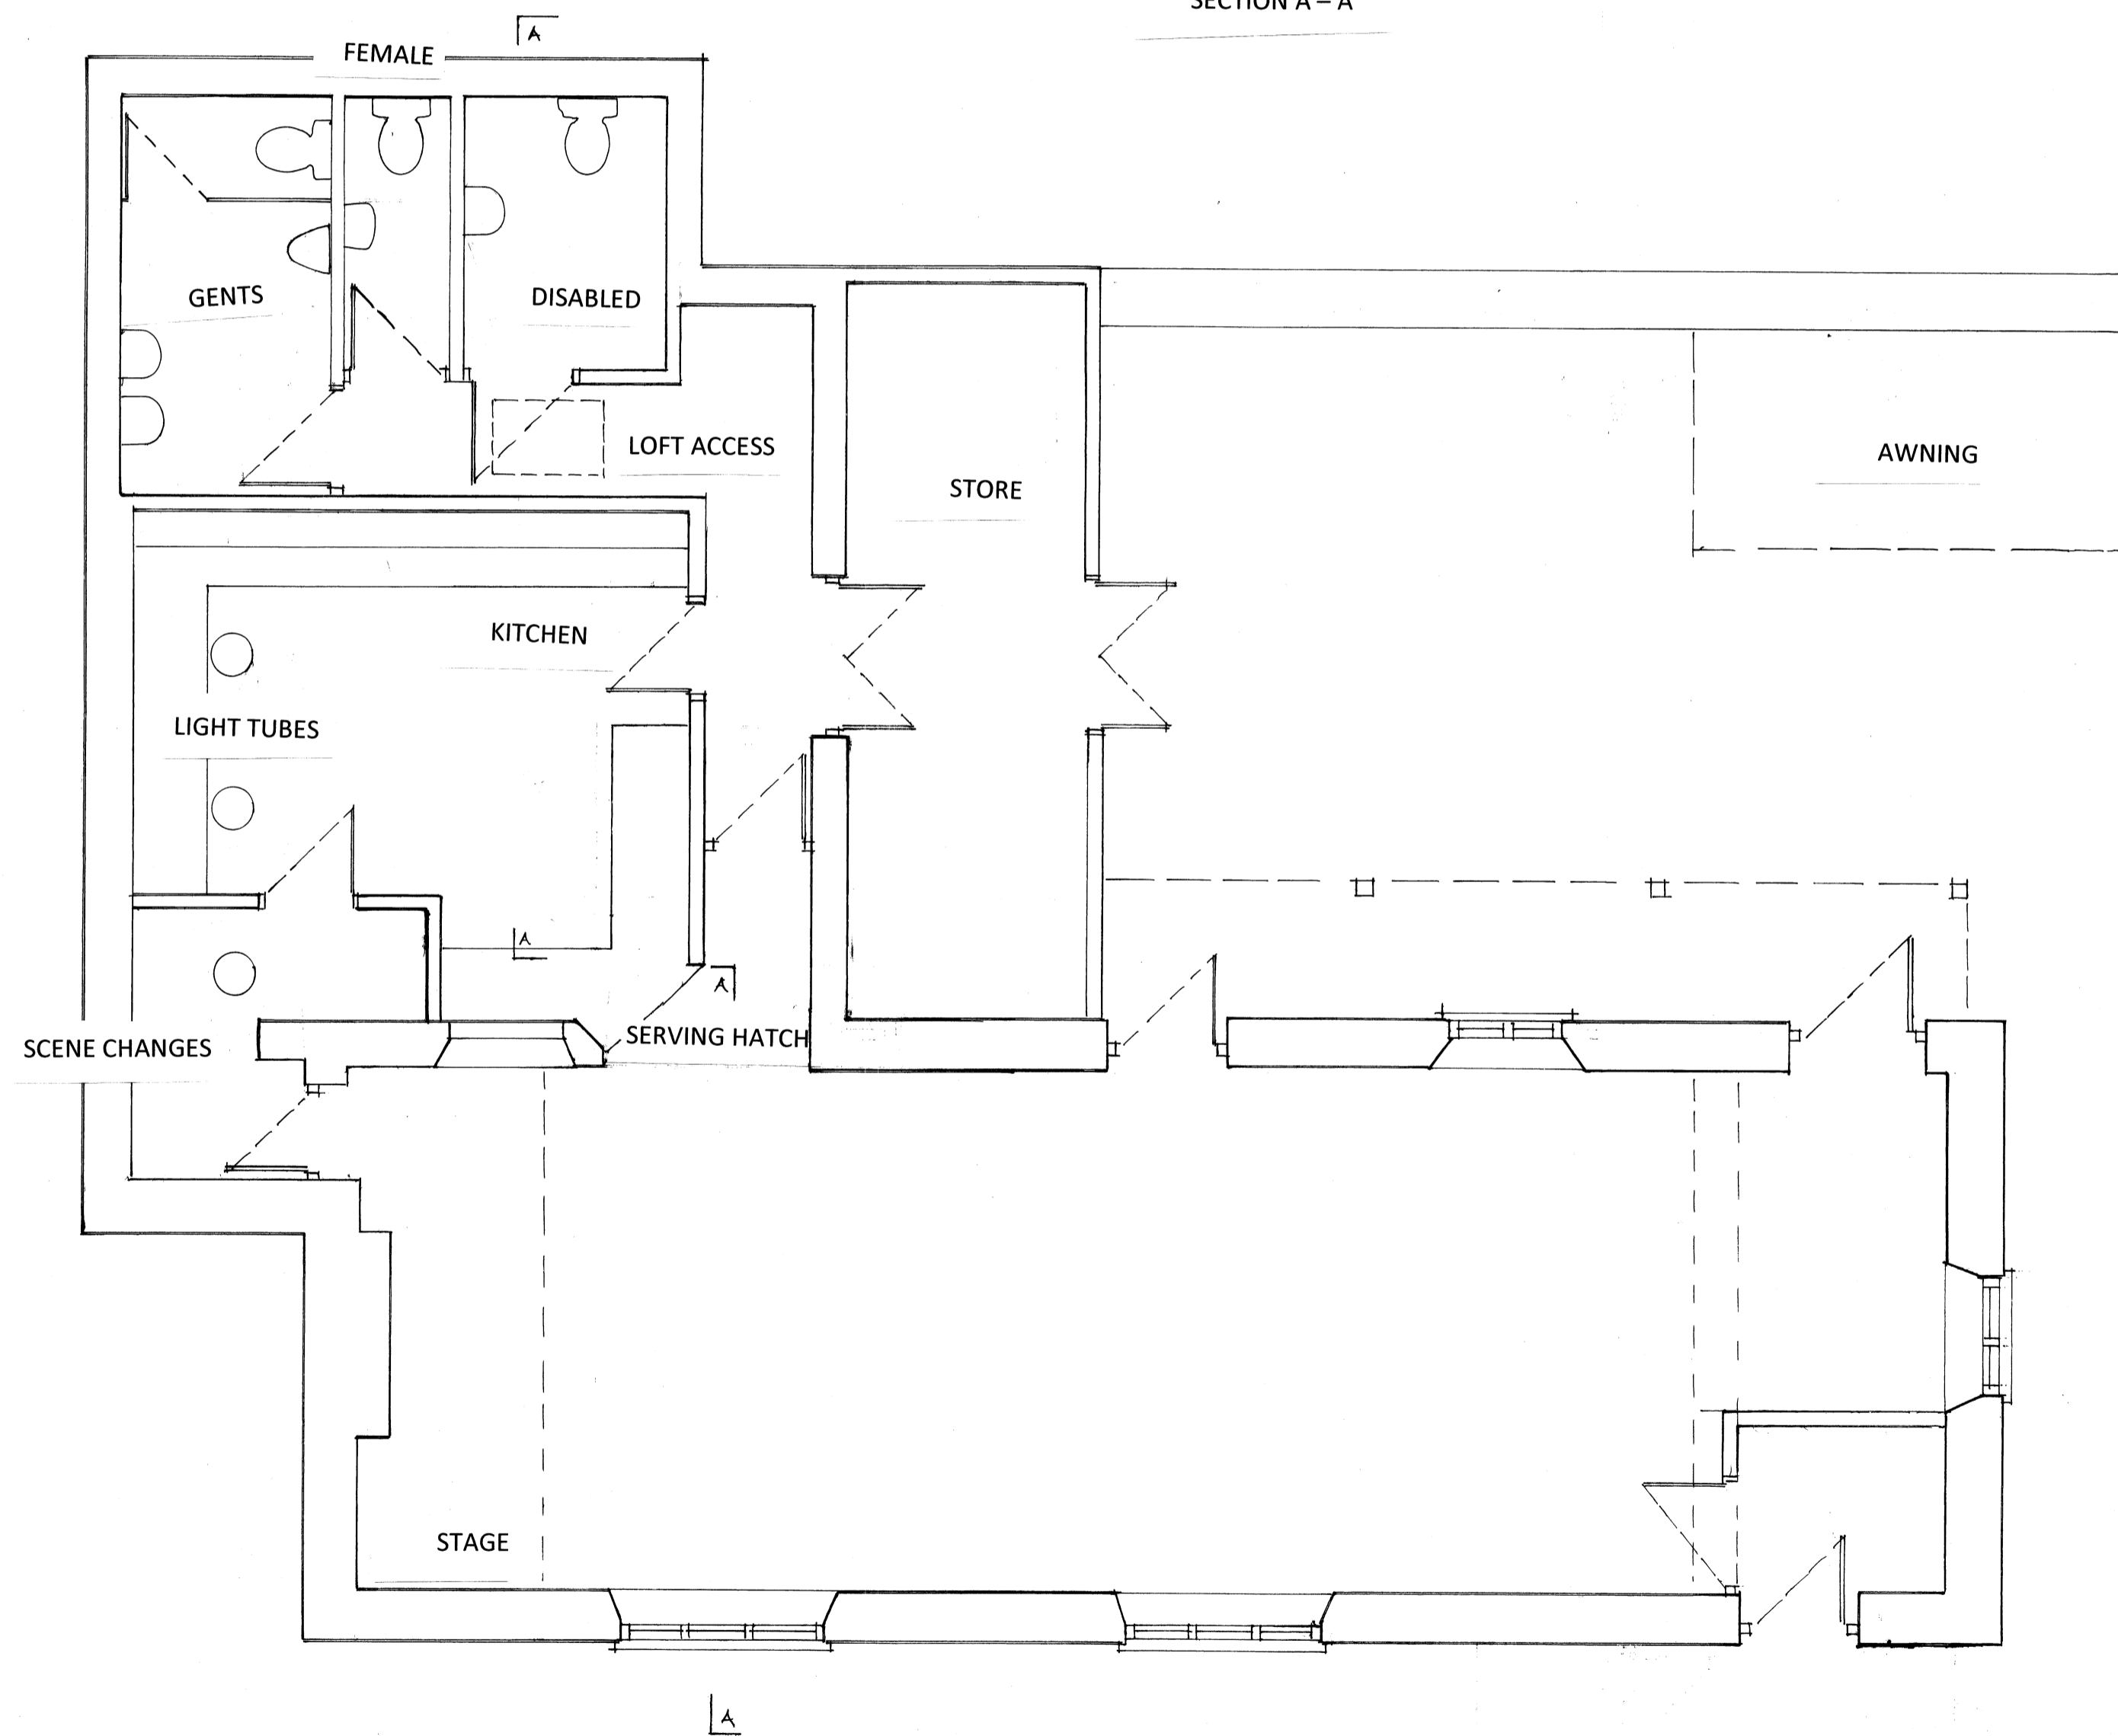 SECTION A – A
A
FEMALE
GENTS
DISABLED
LOFT ACCESS
STORE
AWNING
KITCHEN
LIGHT TUBES
A
A
SERVING HATCH
SCENE CHANGES
STAGE
A